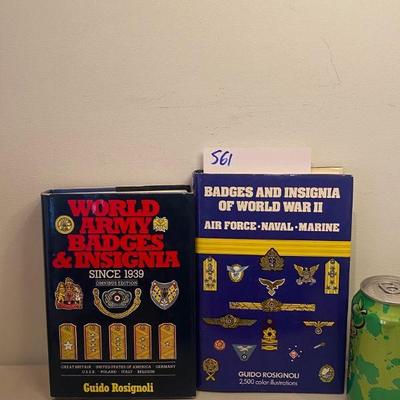 561
WORLD
ARMY
BADGES
& INSIGNIA
SINCE 1939
OMNIBUS EDITION
GREAT BRITAIN · UNITED STATES OF AMERICA · GERMANY
U.S.S.R. · POLAND · ITALY · BELGIUM
Guido Rosignoli
BADGES AND INSIGNIA
OF WORLD WAR II
AIR FORCE · NAVAL · MARINE
GUIDO ROSIGNOLI
2,500 color illustrations